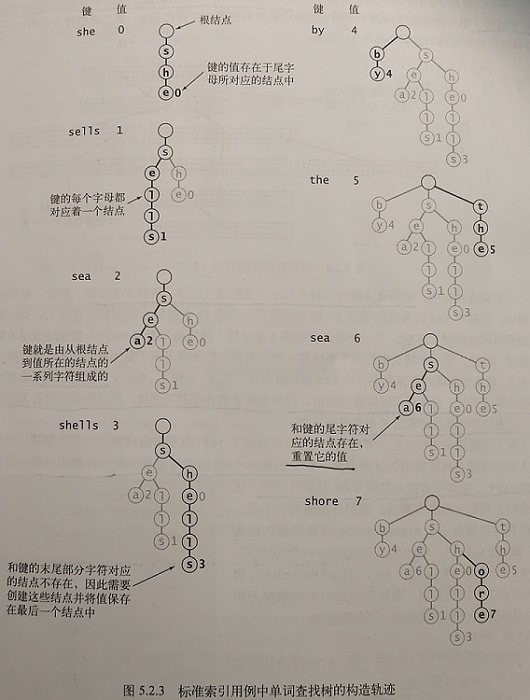 键 值
she 0
根结点
s
h
e 0
键的值存在于尾字
母所对应的结点中
sells 1
s
e h
l e 0
l
s 1
键的每个字母都
对应着一个结点
sea 2
s
e h
a 2 l e 0
l
s 1
键就是由从根结点
到值所在的结点的
一系列字符组成的
shells 3
s
e h
a 2 l e 0
l l
s 1 l
s 3
和键的末尾部分字符对应
的结点不存在,因此需要
创建这些结点并将值保存
在最后一个结点中
键 值
by 4
b s
y 4 e h
a 2 l e 0
l l
s 1 l
s 3
the 5
b s t
y 4 e h h
a 2 l e 0 e 5
l l
s 1 l
s 3
sea 6
b s t
y 4 e h h
a 6 l e 0 e 5
l l
s 1 l
s 3
和键的尾字符对
应的结点存在,
重置它的值
shore 7
b s t
y 4 e h h
a 6 l e 0 o e 5
l l r
s 1 l e 7
s 3
图 5.2.3 标准索引用例中单词查找树的构造轨迹